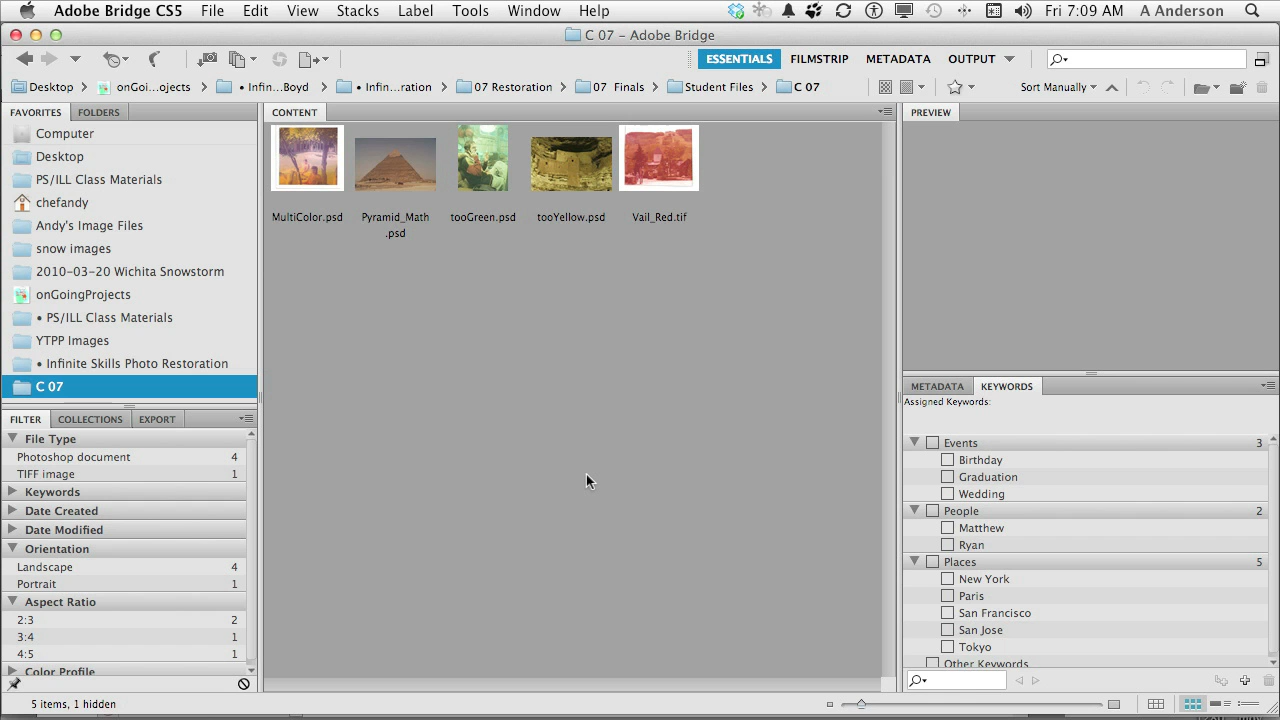 Adobe Bridge CS5 File Edit View Stacks Label Tools Window Help Fri 7:09 AM A Anderson
C 07 – Adobe Bridge
ESSENTIALS FILMSTRIP METADATA OUTPUT
Desktop onGoi...ojects • Infin...Boyd • Infin...ration 07 Restoration 07 Finals Student Files C 07 Sort Manually
FAVORITES FOLDERS
Computer
Desktop
PS/ILL Class Materials
chefandy
Andy's Image Files
snow images
2010-03-20 Wichita Snowstorm
onGoingProjects
• PS/ILL Class Materials
YTPP Images
• Infinite Skills Photo Restoration
C 07
FILTER COLLECTIONS EXPORT
File Type
Photoshop document 4
TIFF image 1
Keywords
Date Created
Date Modified
Orientation
Landscape 4
Portrait 1
Aspect Ratio
2:3 2
3:4 1
4:5 1
Color Profile
5 items, 1 hidden
CONTENT
MultiColor.psd
Pyramid_Math
.psd
tooGreen.psd
tooYellow.psd
Vail_Red.tif
PREVIEW
METADATA KEYWORDS
Assigned Keywords:
Events 3
Birthday
Graduation
Wedding
People 2
Matthew
Ryan
Places 5
New York
Paris
San Francisco
San Jose
Tokyo
Other Keywords